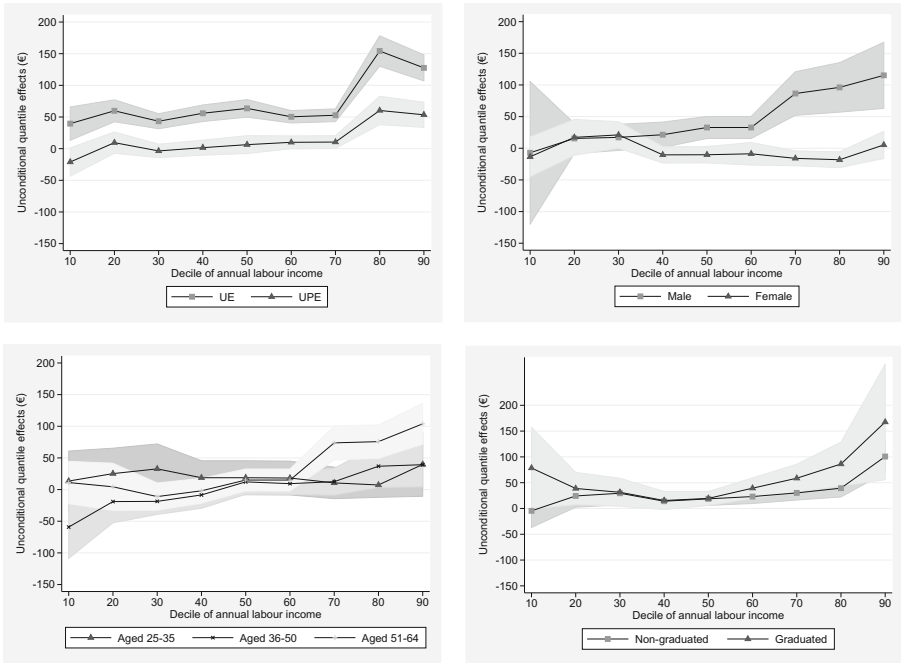 Unconditional quantile effects (€)
200
150
100
50
0
-50
-100
-150
10 20 30 40 50 60 70 80 90
Decile of annual labour income
UE UPE
Unconditional quantile effects (€)
200
150
100
50
0
-50
-100
-150
10 20 30 40 50 60 70 80 90
Decile of annual labour income
Male Female
Unconditional quantile effects (€)
200
150
100
50
0
-50
-100
-150
10 20 30 40 50 60 70 80 90
Decile of annual labour income
Aged 25-35 Aged 36-50 Aged 51-64
Unconditional quantile effects (€)
200
150
100
50
0
-50
-100
-150
10 20 30 40 50 60 70 80 90
Decile of annual labour income
Non-graduated Graduated